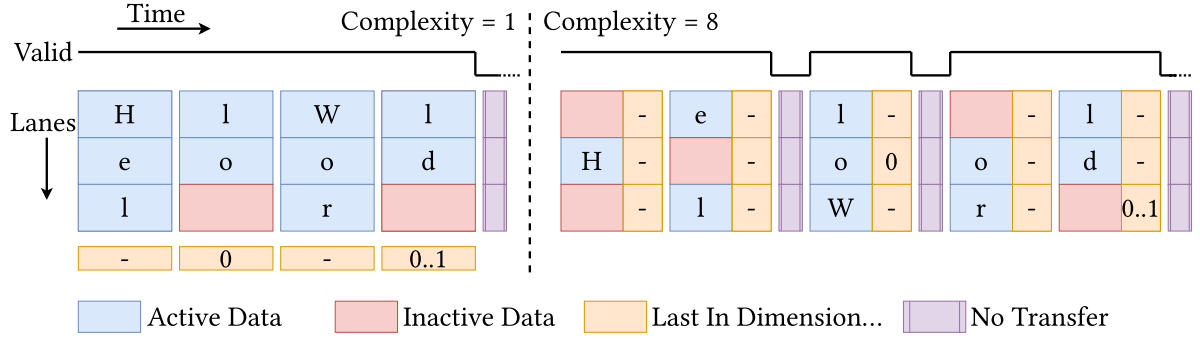 Time
Complexity = 1
Complexity = 8
Valid
Lanes
H l W l - e - l - - l -
e o o d H - - o 0 o - d -
l r - l - W - r - 0..1
- 0 - 0..1
Active Data
Inactive Data
Last In Dimension...
No Transfer